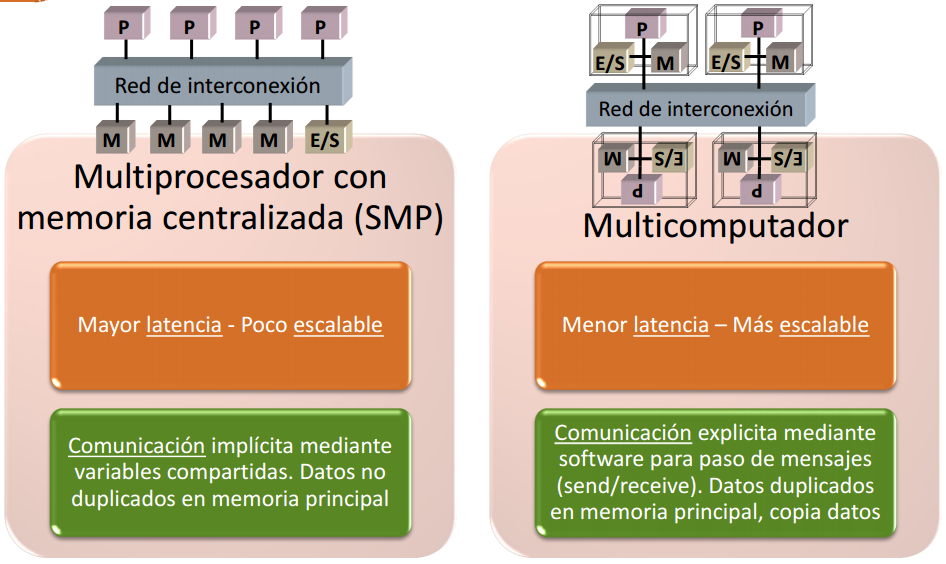 P P P P
Red de interconexión
M M M M E/S
Multiprocesador con
memoria centralizada (SMP)
Mayor latencia - Poco escalable
Comunicación implícita mediante
variables compartidas. Datos no
duplicados en memoria principal
P P
E/S M E/S M
Red de interconexión
M E/S M E/S
P P
Multicomputador
Menor latencia – Más escalable
Comunicación explicita mediante
software para paso de mensajes
(send/receive). Datos duplicados
en memoria principal, copia datos